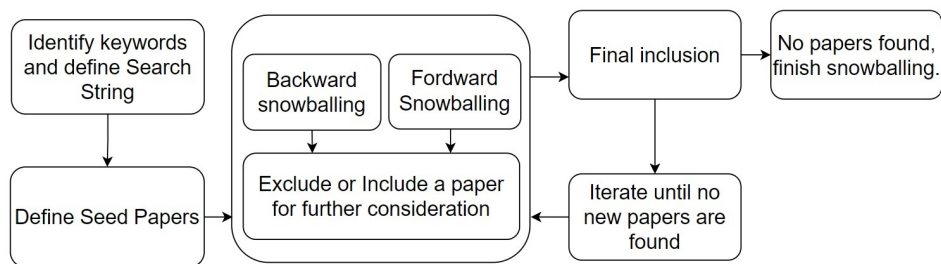 Identify keywords
and define Search
String
Define Seed Papers
Backward
snowballing
Fordward
Snowballing
Exclude or Include a paper
for further consideration
Final inclusion
No papers found,
finish snowballing.
Iterate until no
new papers are
found